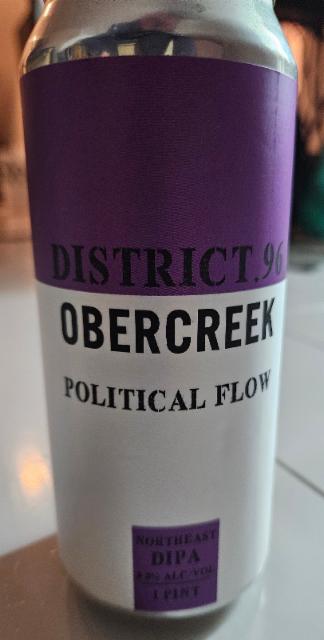 DISTRICT.96
OBERCREEK
POLITICAL FLOW
NORTHEAST
DIPA
ALC/VOL
1 PINT